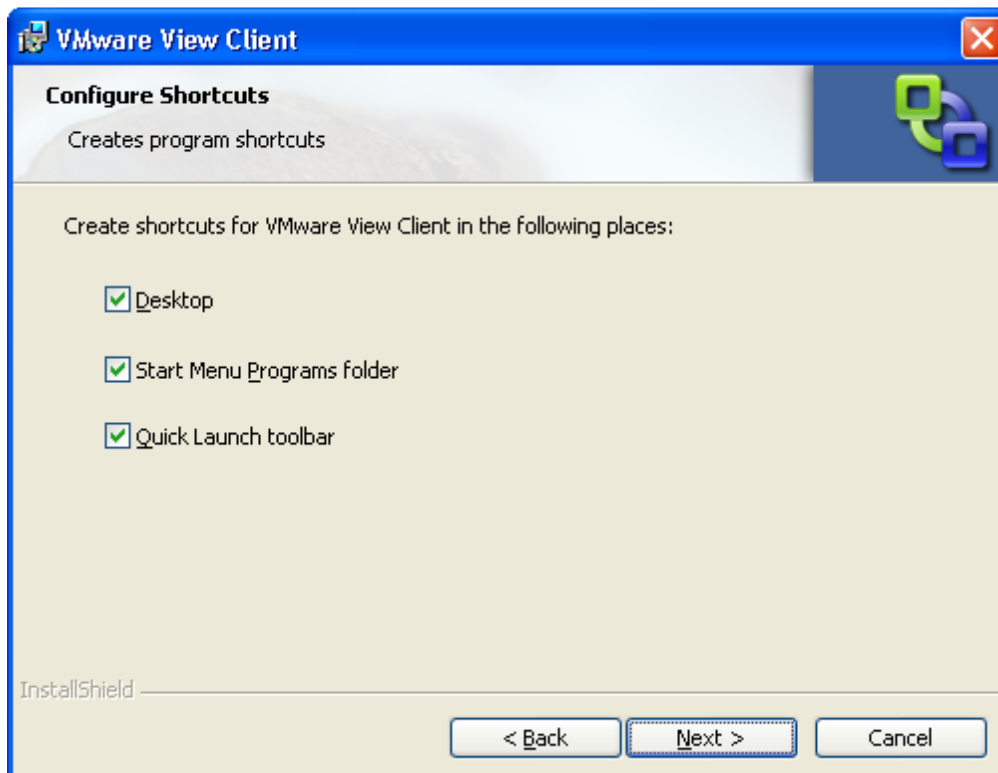 VMware View Client
Configure Shortcuts
Creates program shortcuts
Create shortcuts for VMware View Client in the following places:
Desktop
Start Menu Programs folder
Quick Launch toolbar
InstallShield
< Back Next > Cancel